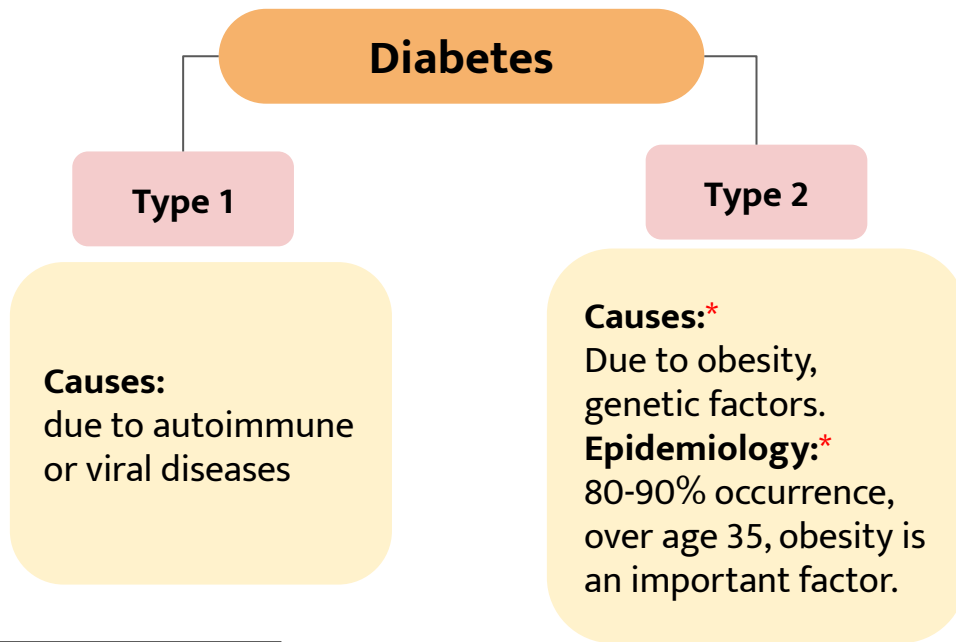 Diabetes
Type 1
Causes:
due to autoimmune
or viral diseases
Type 2
Causes:*
Due to obesity,
genetic factors.
Epidemiology:*
80-90% occurrence,
over age 35, obesity is
an important factor.